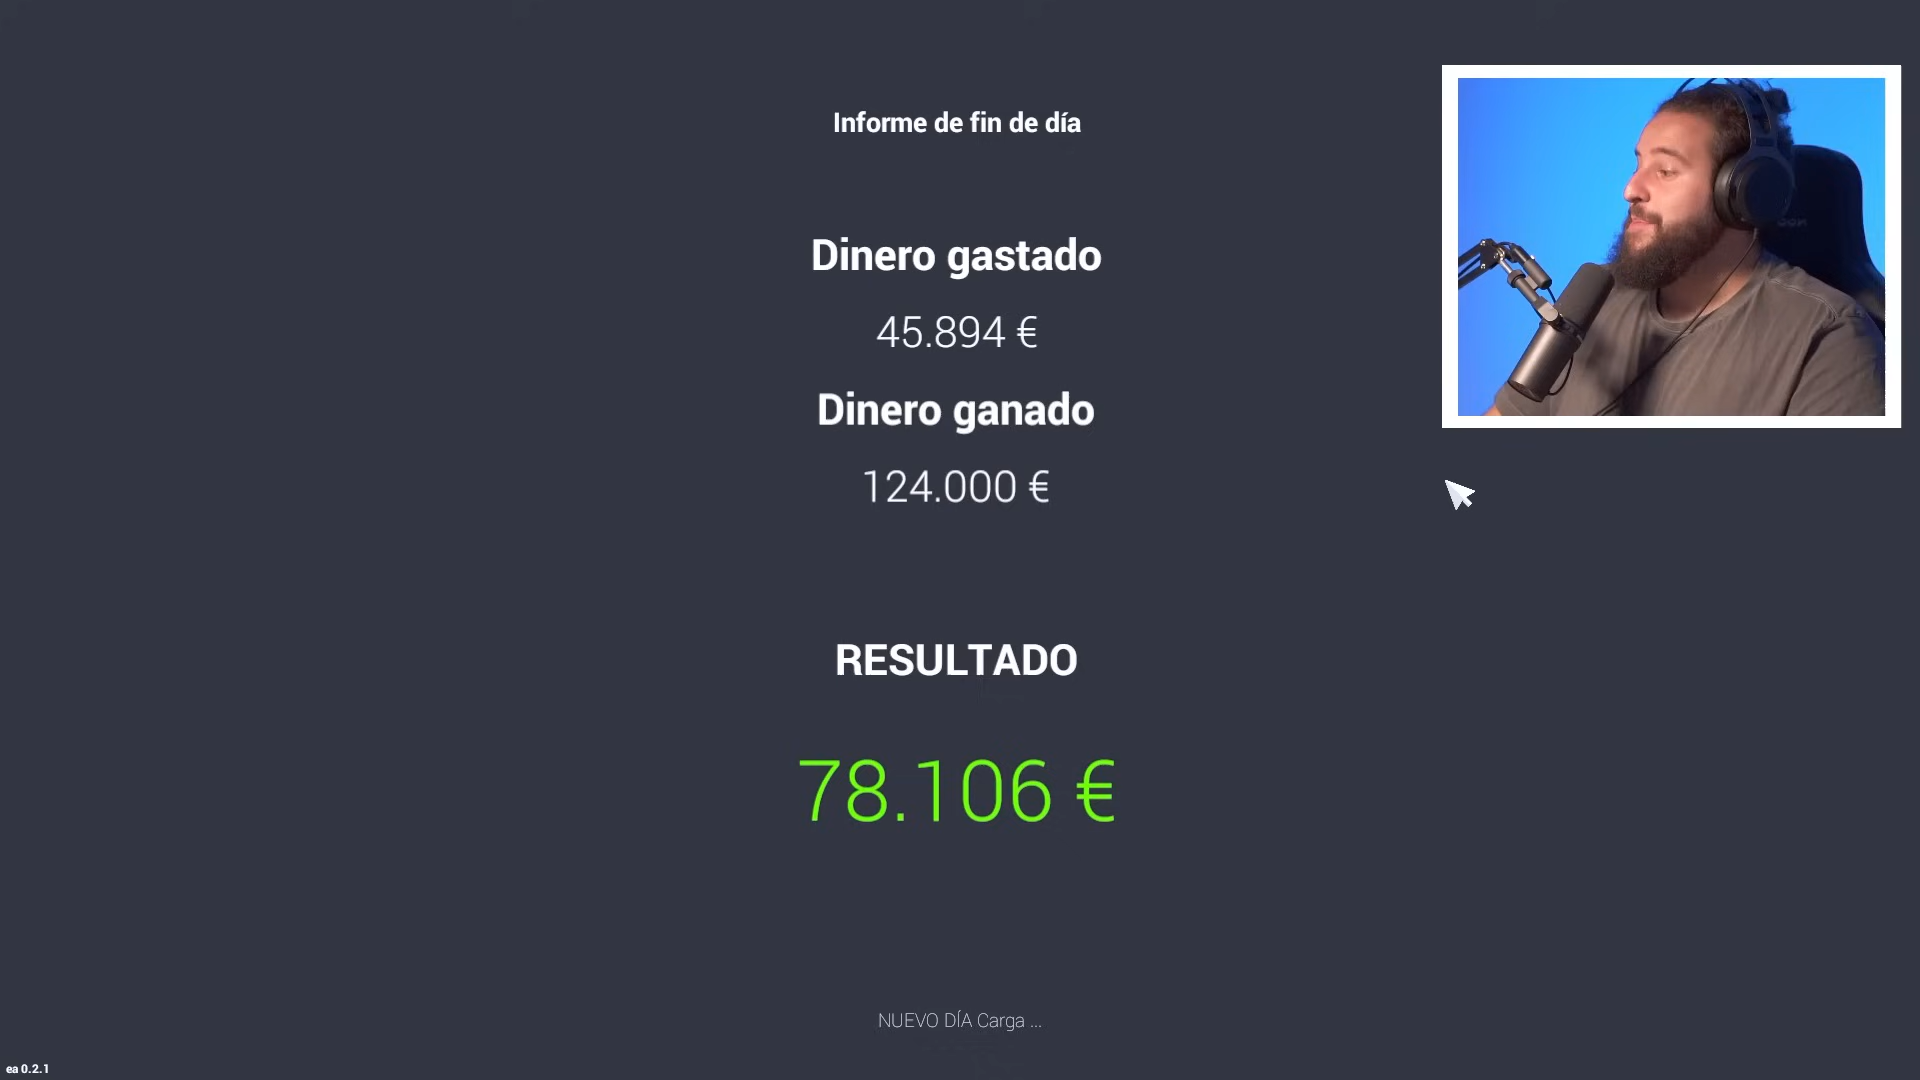 Informe de fin de día
Dinero gastado
45.894 €
Dinero ganado
124.000 €
RESULTADO
78.106 €
NUEVO DÍA Carga ...
ea 0.2.1